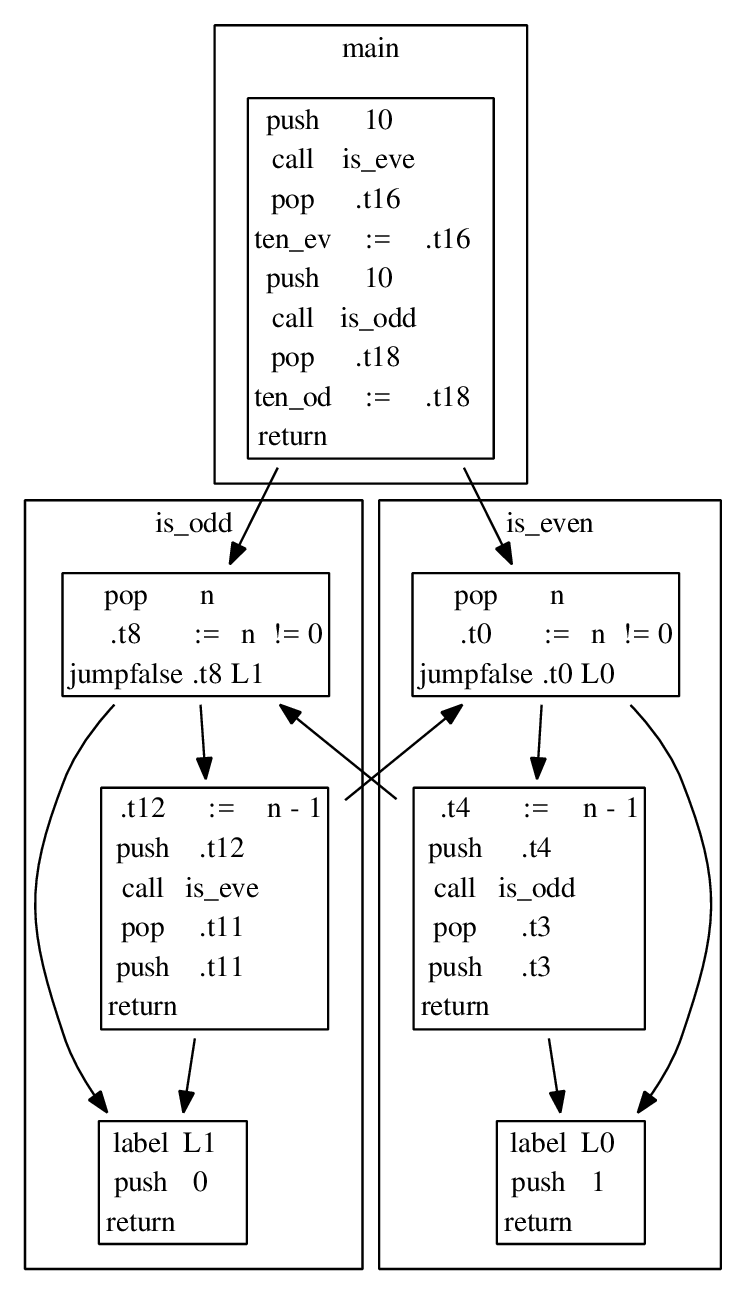 main
push 10
call is_eve
pop .t16
ten_ev := .t16
push 10
call is_odd
pop .t18
ten_od := .t18
return
is_odd
pop n
.t8 := n != 0
jumpfalse .t8 L1
.t12 := n - 1
push .t12
call is_eve
pop .t11
push .t11
return
label L1
push 0
return
is_even
pop n
.t0 := n != 0
jumpfalse .t0 L0
.t4 := n - 1
push .t4
call is_odd
pop .t3
push .t3
return
label L0
push 1
return